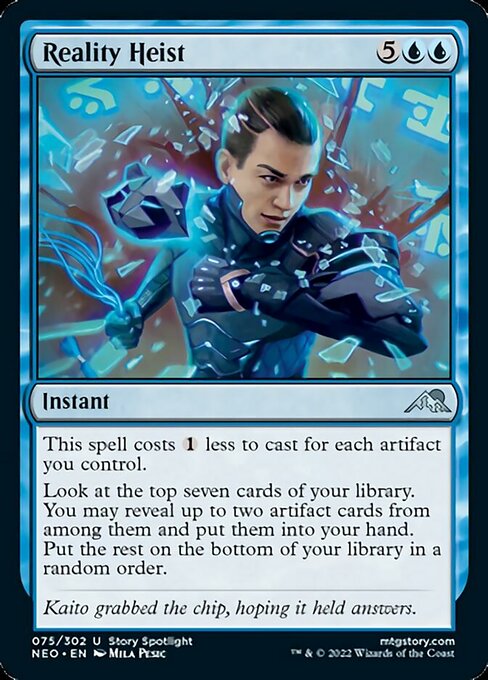 Reality Heist 5
Instant
This spell costs 1 less to cast for each artifact
you control.
Look at the top seven cards of your library.
You may reveal up to two artifact cards from
among them and put them into your hand.
Put the rest on the bottom of your library in a
random order.
Kaito grabbed the chip, hoping it held answers.
075/302 U Story Spotlight mtgstory.com
NEO • EN Mila Pesic ™ & © 2022 Wizards of the Coast